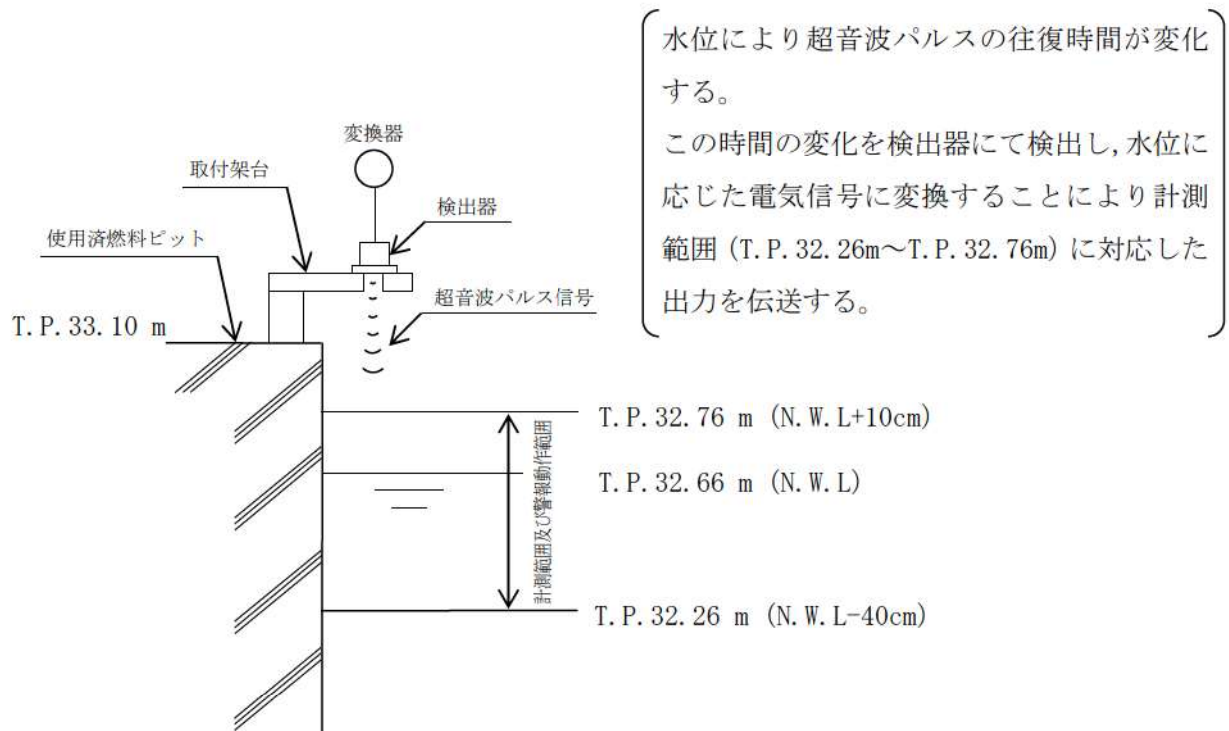 水位により超音波パルスの往復時間が変化
する。
この時間の変化を検出器にて検出し,水位に
応じた電気信号に変換することにより計測
範囲(T.P.32.26m～T.P.32.76m)に対応した
出力を伝送する。
変換器
取付架台
検出器
使用済燃料ピット
超音波パルス信号
T.P.33.10 m
T.P.32.76 m (N.W.L+10cm)
T.P.32.66 m (N.W.L)
計測範囲及び警報動作範囲
T.P.32.26 m (N.W.L-40cm)